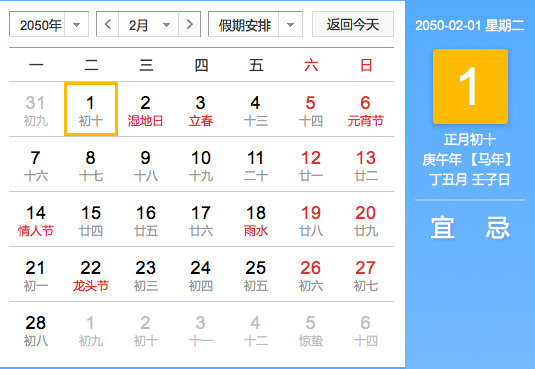 2050年 2月 假期安排 返回今天
一 二 三 四 五 六 日
31 1 2 3 4 5 6
初九 初十 湿地日 立春 十三 十四 元宵节
7 8 9 10 11 12 13
十六 十七 十八 十九 二十 廿一 廿二
14 15 16 17 18 19 20
情人节 廿四 廿五 廿六 雨水 廿八 廿九
21 22 23 24 25 26 27
初一 龙头节 初三 初四 初五 初六 初七
28 1 2 3 4 5 6
初八 初九 初十 十一 十二 惊蛰 十四
2050-02-01 星期二
1
正月初十
庚午年【马年】
丁丑月 壬子日
宜 忌